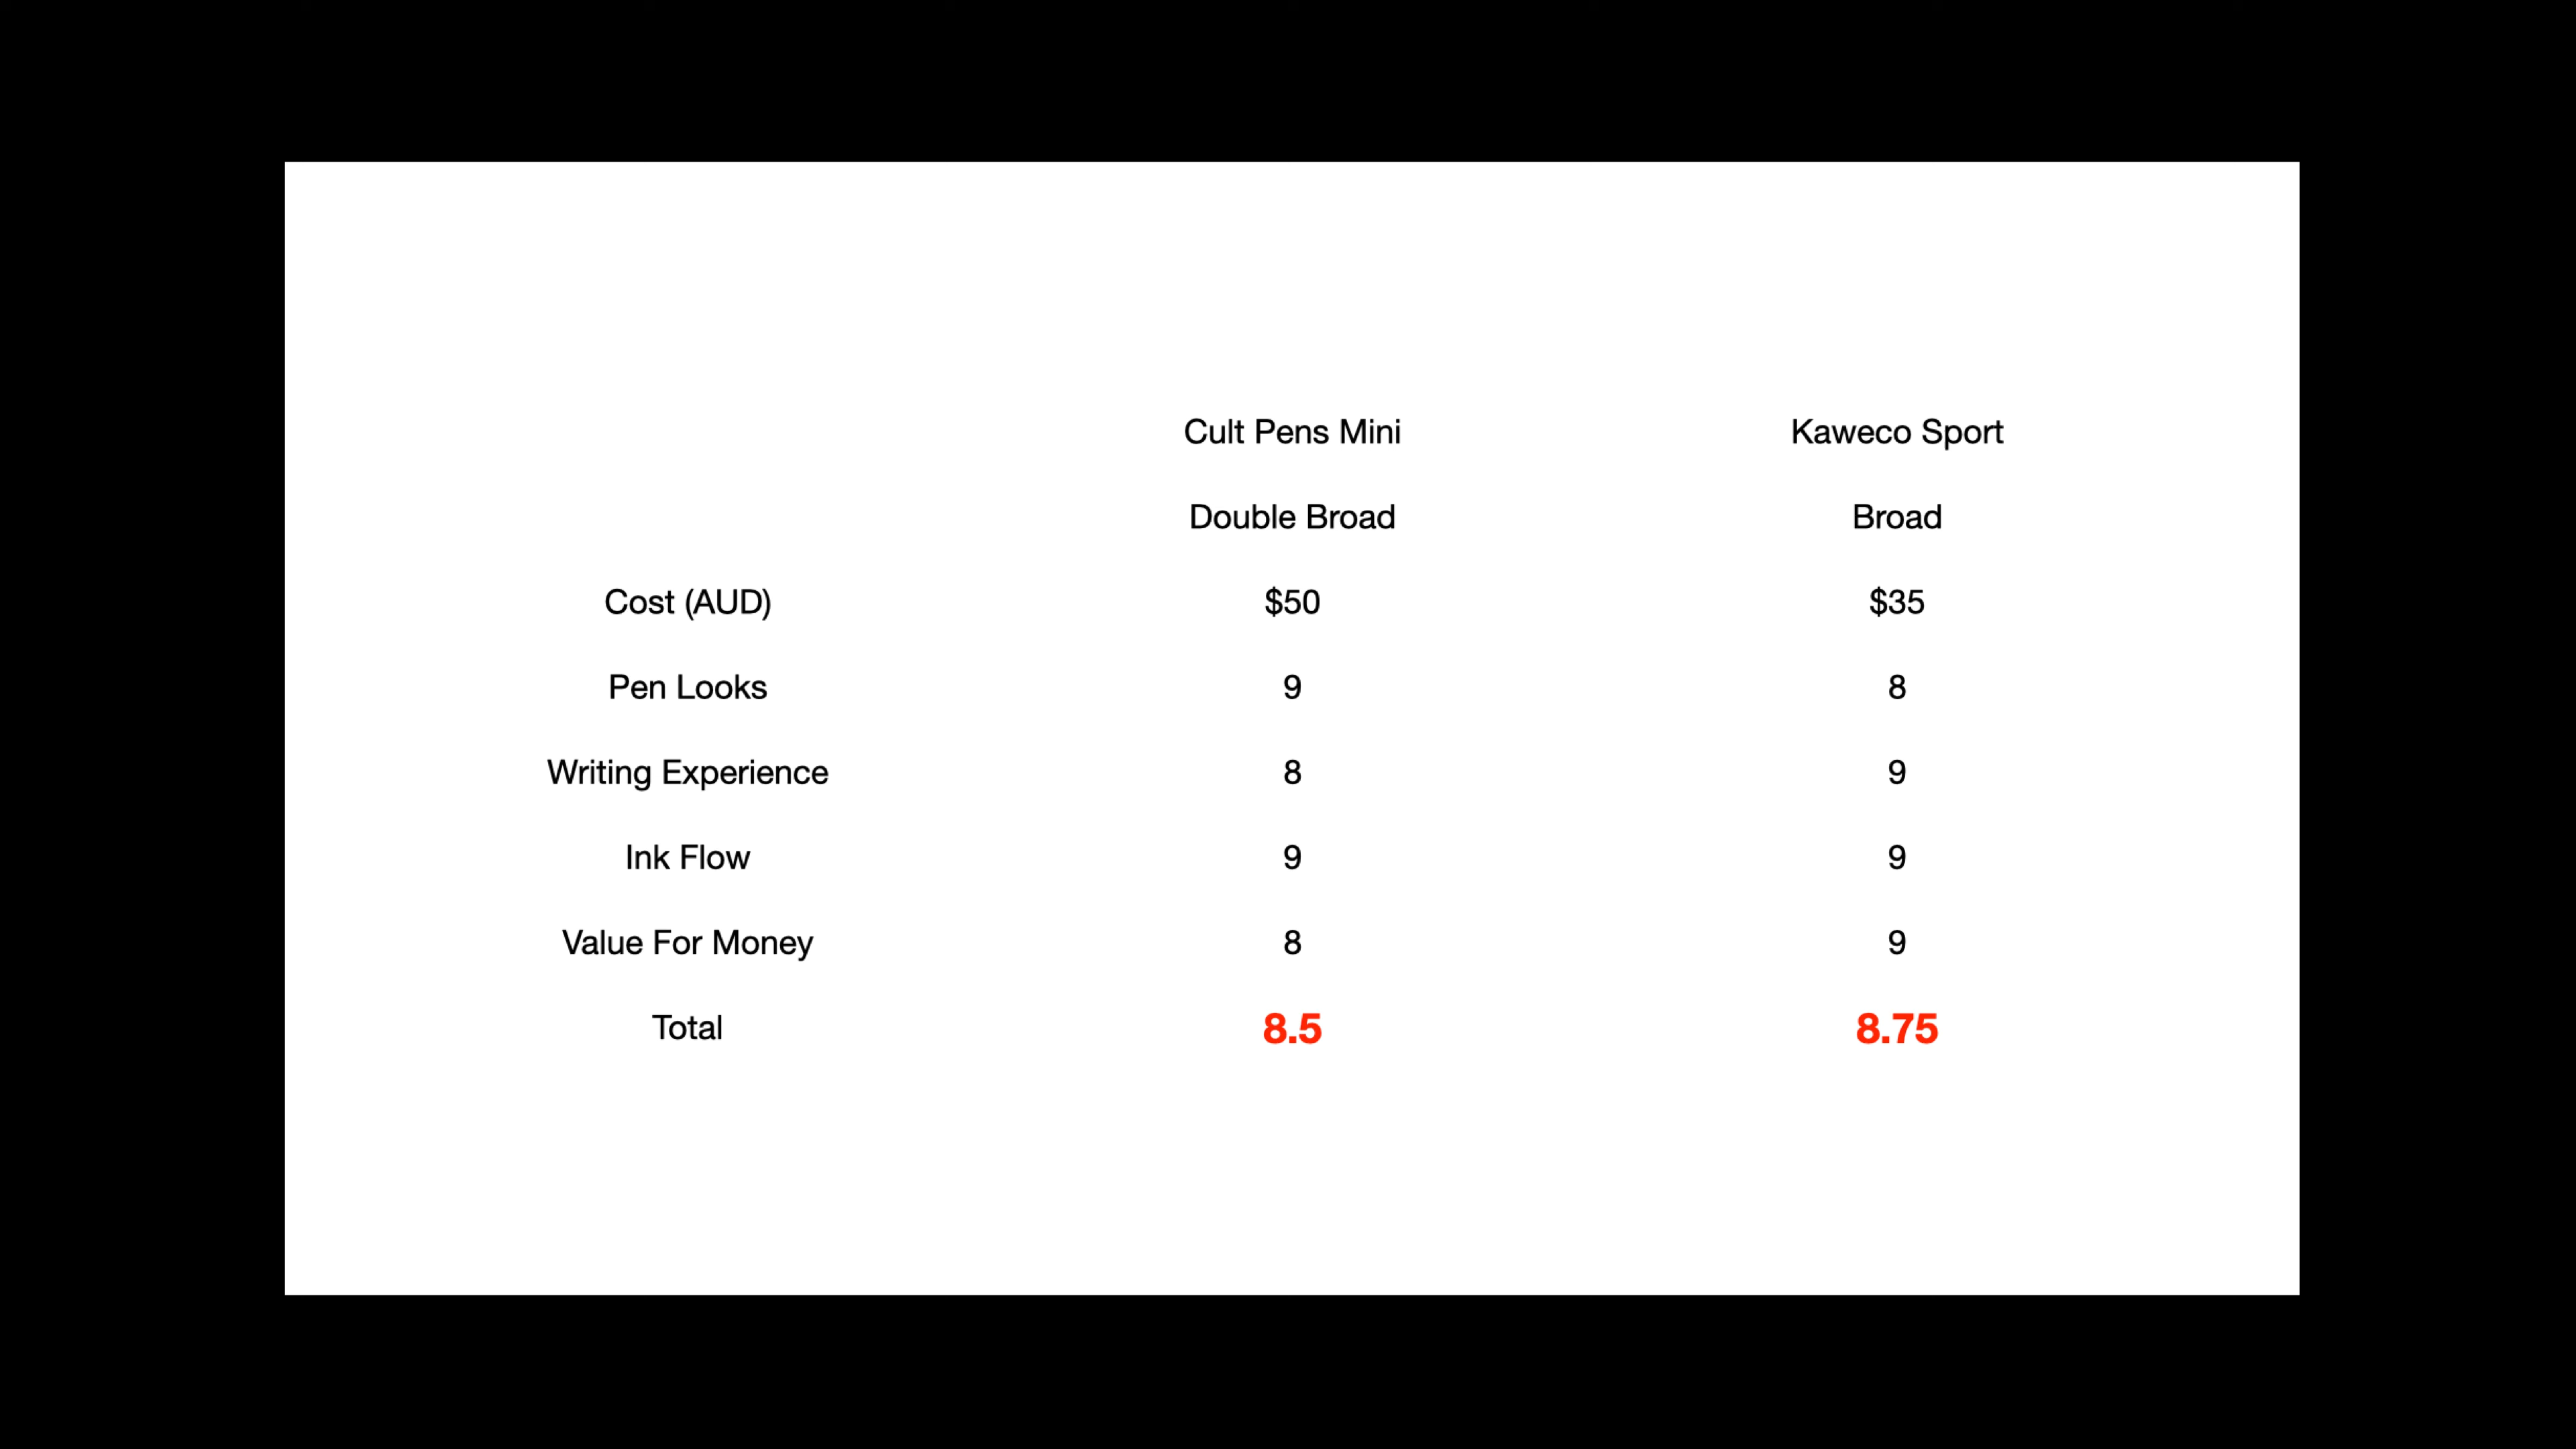 Cult Pens Mini Kaweco Sport
Double Broad Broad
Cost (AUD) $50 $35
Pen Looks 9 8
Writing Experience 8 9
Ink Flow 9 9
Value For Money 8 9
Total 8.5 8.75